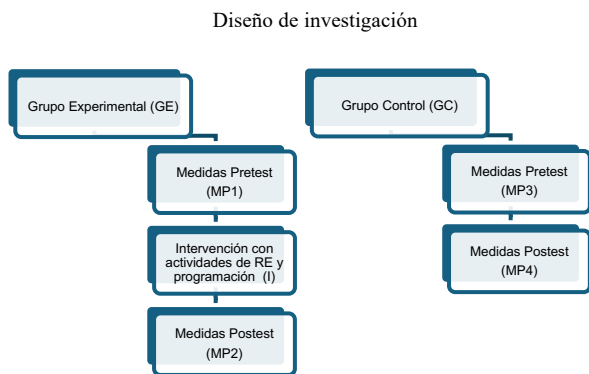 Diseño de investigación
Grupo Experimental (GE)
Medidas Pretest
(MP1)
Intervención con
actividades de RE y
programación (I)
Medidas Postest
(MP2)
Grupo Control (GC)
Medidas Pretest
(MP3)
Medidas Postest
(MP4)